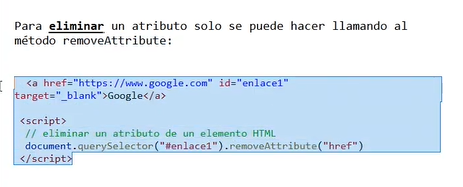 Para eliminar un atributo solo se puede hacer llamando al
método removeAttribute:
<a href="https://www.google.com" id="enlace1"
target="_blank">Google</a>
<script>
// eliminar un atributo de un elemento HTML
document.querySelector("#enlace1").removeAttribute("href")
</script>